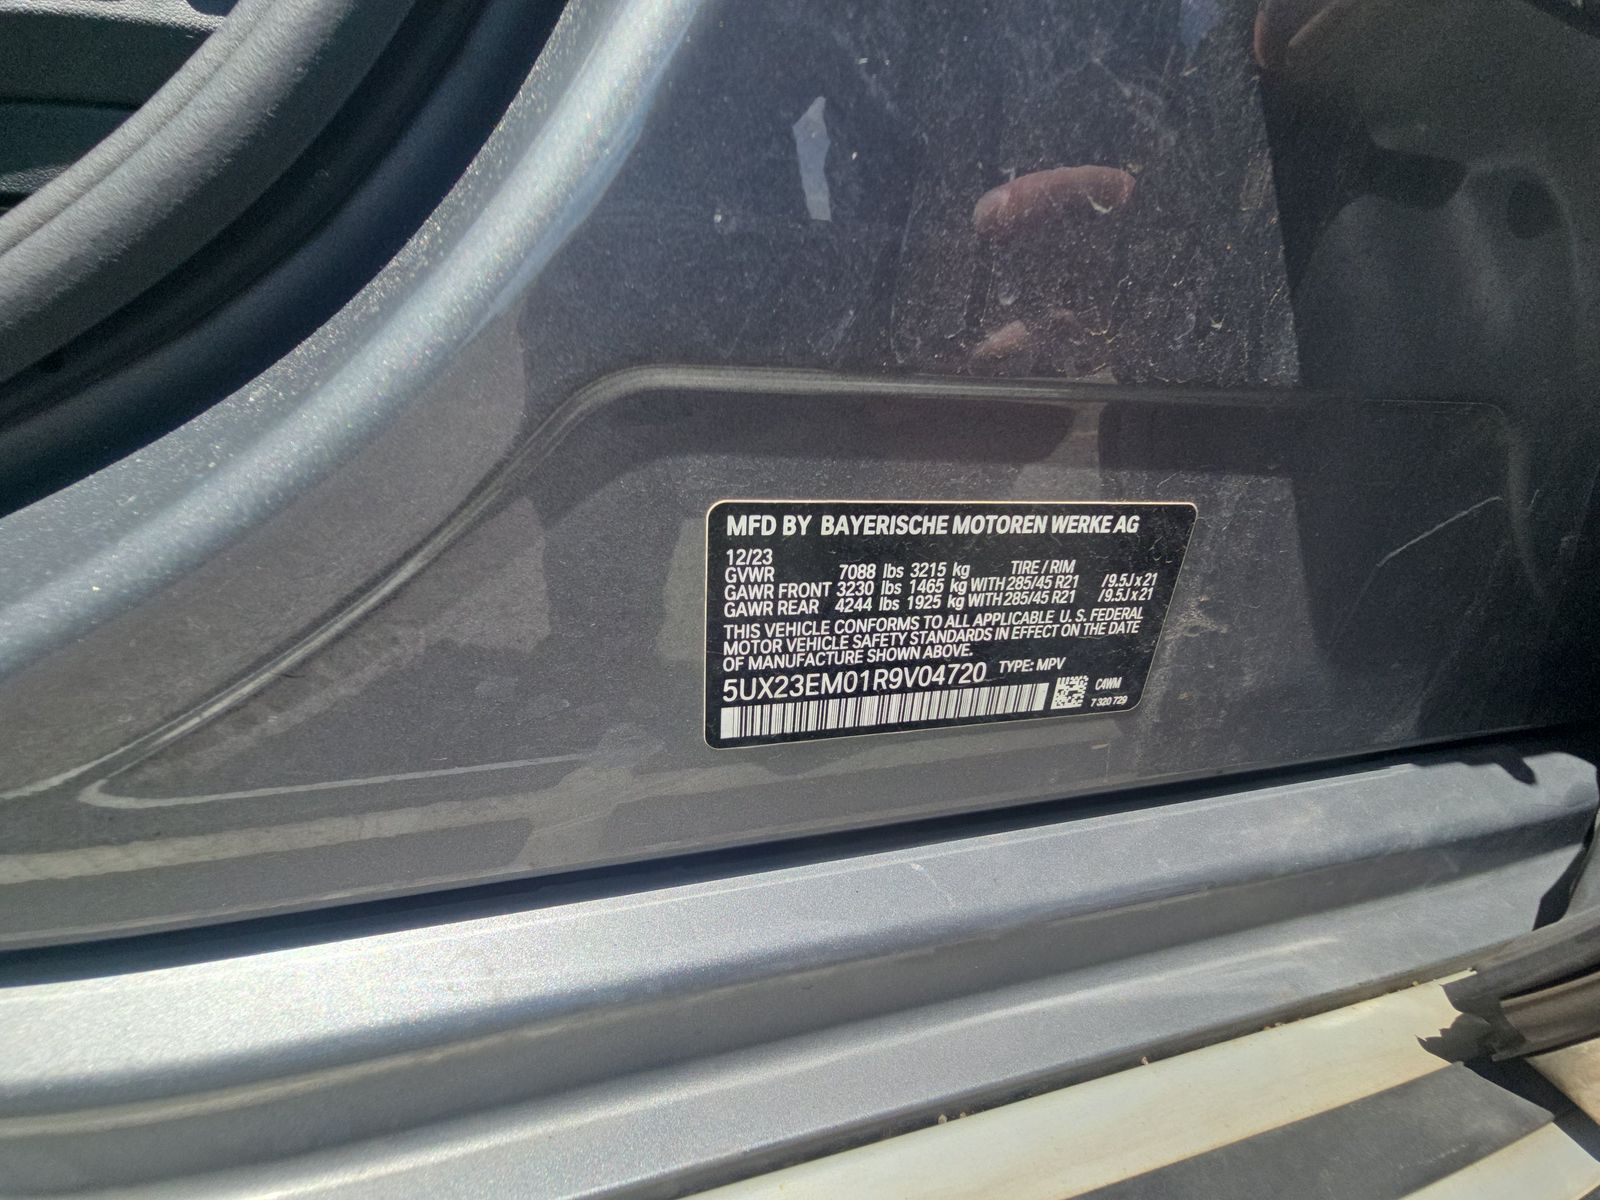 MFD BY BAYERISCHE MOTOREN WERKE AG
12/23
GVWR 7088 lbs 3215 kg TIRE / RIM
GAWR FRONT 3230 lbs 1465 kg WITH 285/45 R21 /9.5J x 21
GAWR REAR 4244 lbs 1925 kg WITH 285/45 R21 /9.5J x 21
THIS VEHICLE CONFORMS TO ALL APPLICABLE U.S. FEDERAL
MOTOR VEHICLE SAFETY STANDARDS IN EFFECT ON THE DATE
OF MANUFACTURE SHOWN ABOVE.
5UX23EM01R9V04720 TYPE: MPV
C4WM
7 320 729